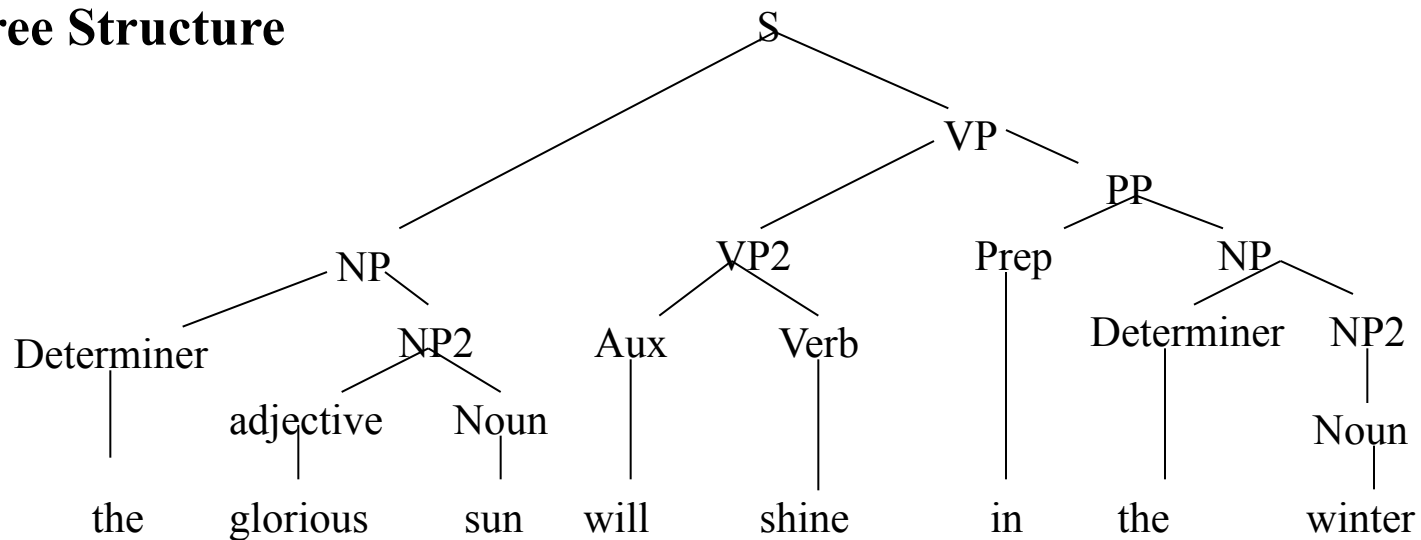 ree Structure
S
VP
PP
NP VP2 Prep NP
Determiner NP2 Aux Verb Determiner NP2
adjective Noun Noun
the glorious sun will shine in the winter